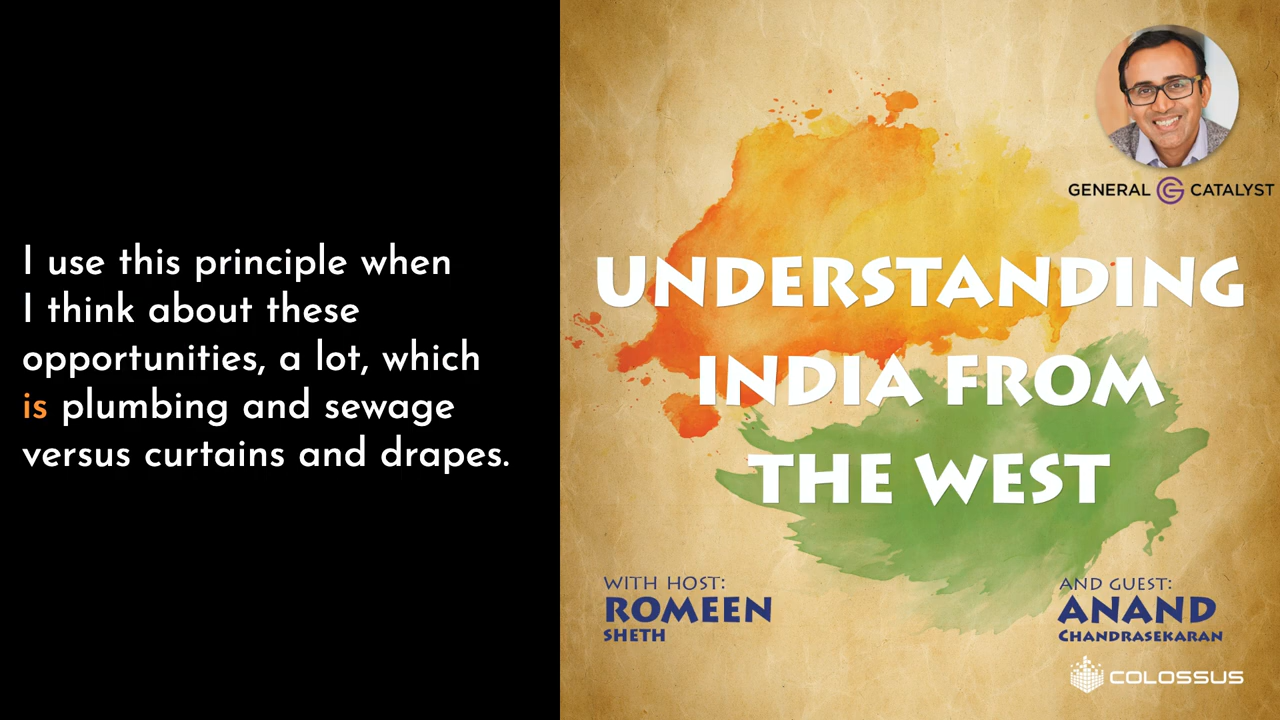 I use this principle when
I think about these
opportunities, a lot, which
is plumbing and sewage
versus curtains and drapes.
GENERAL CATALYST
UNDERSTANDING
INDIA FROM
THE WEST
WITH HOST:
ROMEEN
SHETH
AND GUEST:
ANAND
CHANDRASEKARAN
COLOSSUS